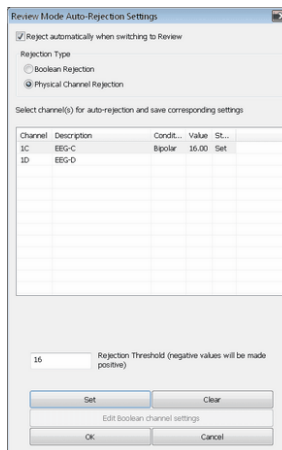 Review Mode Auto-Rejection Settings
Reject automatically when switching to Review
Rejection Type
Boolean Rejection
Physical Channel Rejection
Select channel(s) for auto-rejection and save corresponding settings
Channel Description Condit... Value St...
1C EEG-C Bipolar 16.00 Set
1D EEG-D
16 Rejection Threshold (negative values will be made
positive)
Set Clear
Edit Boolean channel settings
OK Cancel